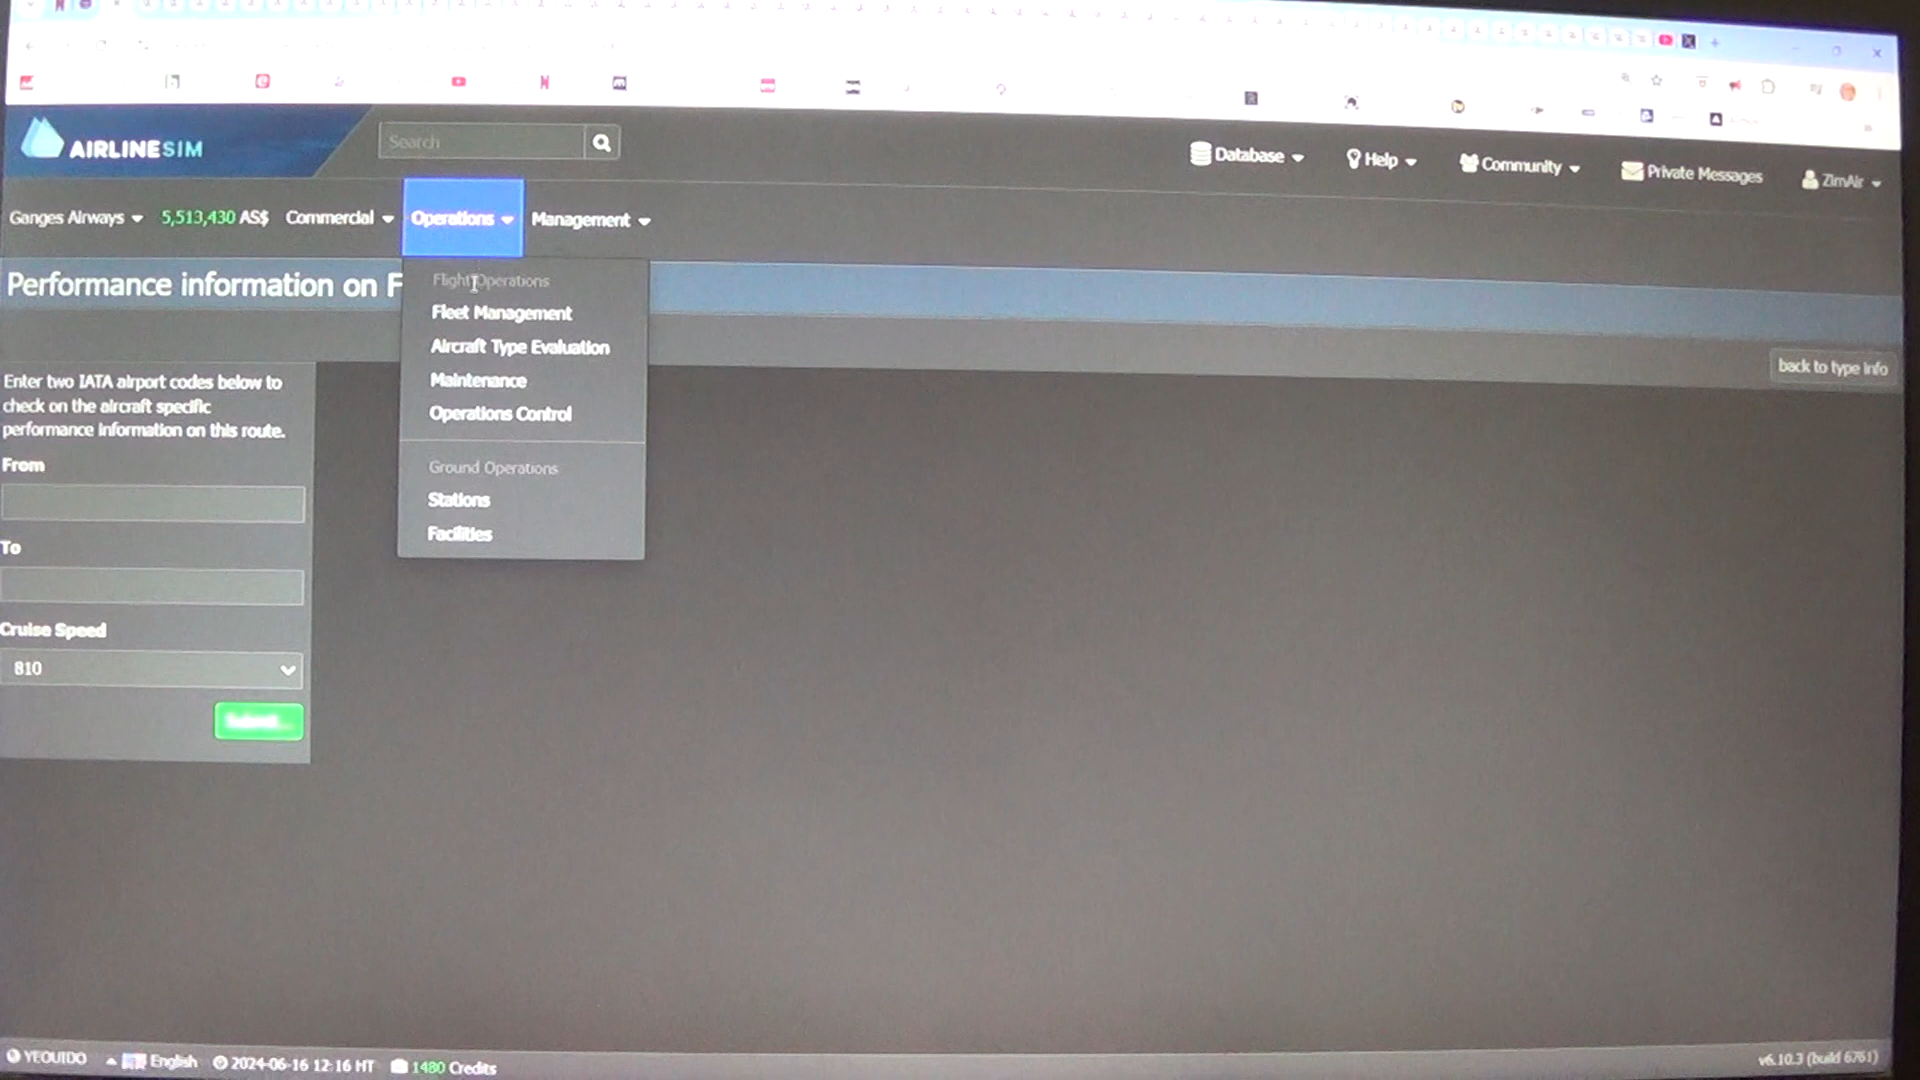 AIRLINESIM
Search
Database
Help
Community
Private Messages
ZimAir
Ganges Airways
5,513,430 AS$
Commercial
Operations
Management
Performance information on F
Flight Operations
Fleet Management
Aircraft Type Evaluation
Maintenance
Operations Control
Ground Operations
Stations
Facilities
back to type info
Enter two IATA airport codes below to
check on the aircraft specific
performance information on this route.
From
To
Cruise Speed
810
YEOUIDO
English
2024-06-16 12:16 HT
1480 Credits
v6.10.3 (build 6761)